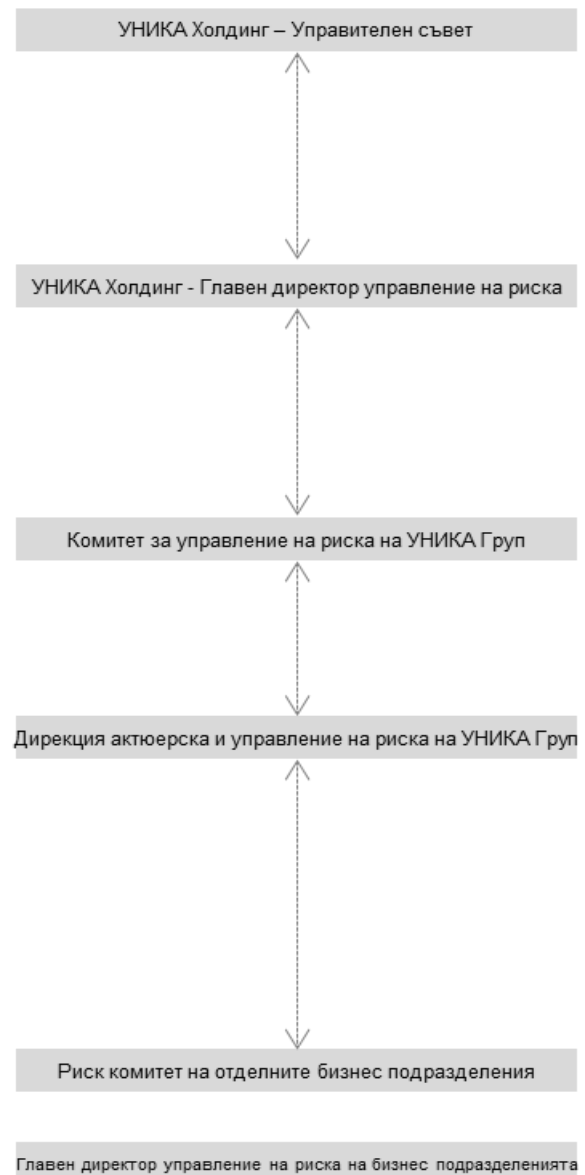 УНИКА Холдинг – Управителен съвет
УНИКА Холдинг - Главен директор управление на риска
Комитет за управление на риска на УНИКА Груп
Дирекция актюерска и управление на риска на УНИКА Груп
Риск комитет на отделните бизнес подразделения
Главен директор управление на риска на бизнес подразделенията